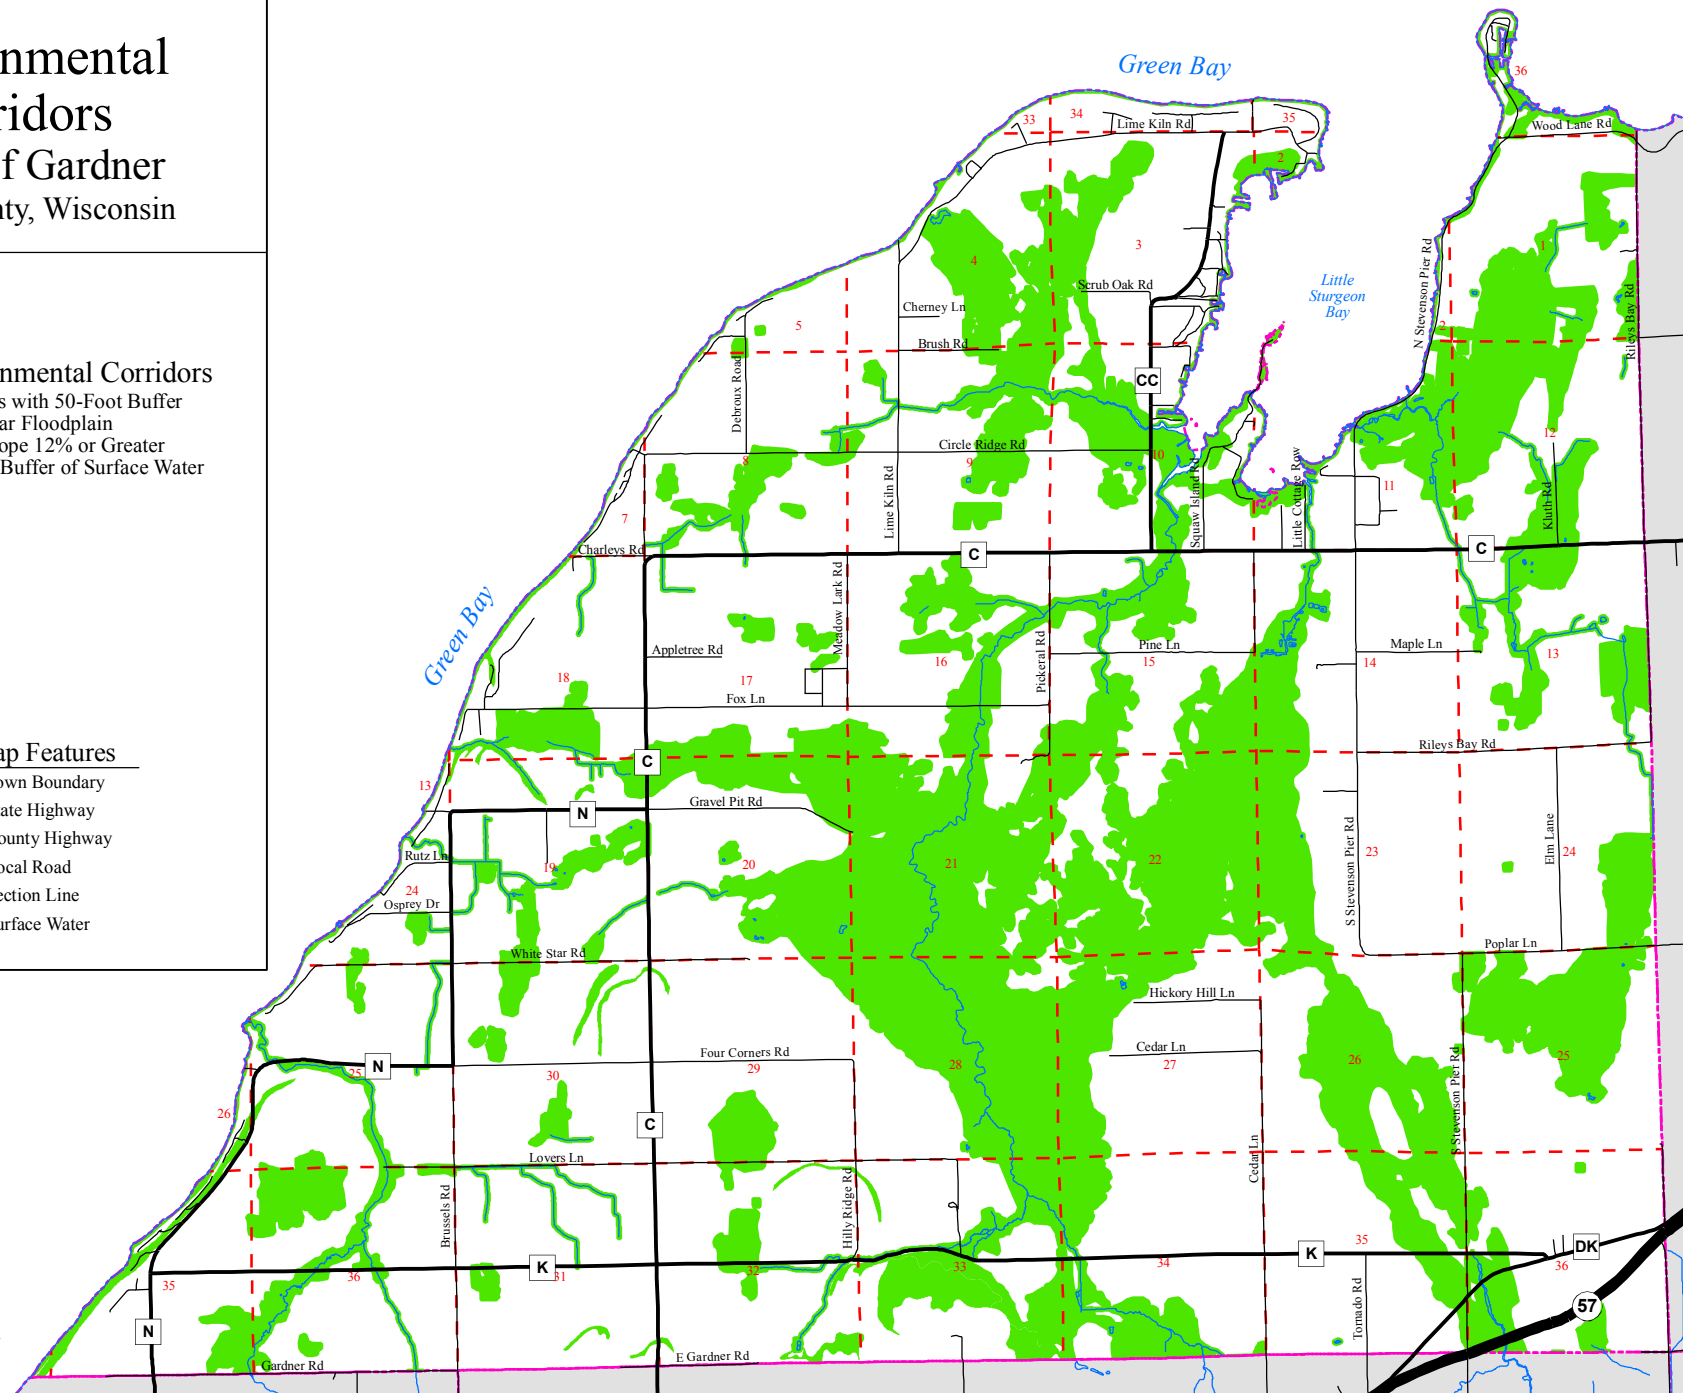 nmental
ridors
f Gardner
nty, Wisconsin
nmental Corridors
s with 50-Foot Buffer
ar Floodplain
ope 12% or Greater
Buffer of Surface Water
ap Features
own Boundary
ate Highway
ounty Highway
ocal Road
ection Line
urface Water
Green Bay
36
33
34
Lime Kiln Rd
35
Wood Lane Rd
2
3
4
1
N Stevenson Pier Rd
Little
Sturgeon
Bay
Scrub Oak Rd
Cherney Ln
5
Rileys Bay Rd
2
Brush Rd
Debroux Road
CC
Circle Ridge Rd
12
8
9
10
Lime Kiln Rd
Squaw Island Rd
Little Cottage Row
11
Kluth Rd
7
Charleys Rd
C
C
Green Bay
Meadow Lark Rd
Appletree Rd
Pickeral Rd
Pine Ln
Maple Ln
16
15
14
13
18
17
Fox Ln
Rileys Bay Rd
C
13
N
Gravel Pit Rd
S Stevenson Pier Rd
Elm Lane
Rutz Ln
19
20
21
22
23
24
24
Osprey Dr
White Star Rd
Poplar Ln
Hickory Hill Ln
Cedar Ln
Four Corners Rd
N
25
30
29
28
27
26
25
S Stevenson Pier Rd
26
C
Lovers Ln
Cedar Ln
Brussels Rd
Hilly Ridge Rd
K
K
35
DK
35
36
31
32
33
34
36
57
Tornado Rd
N
Gardner Rd
E Gardner Rd